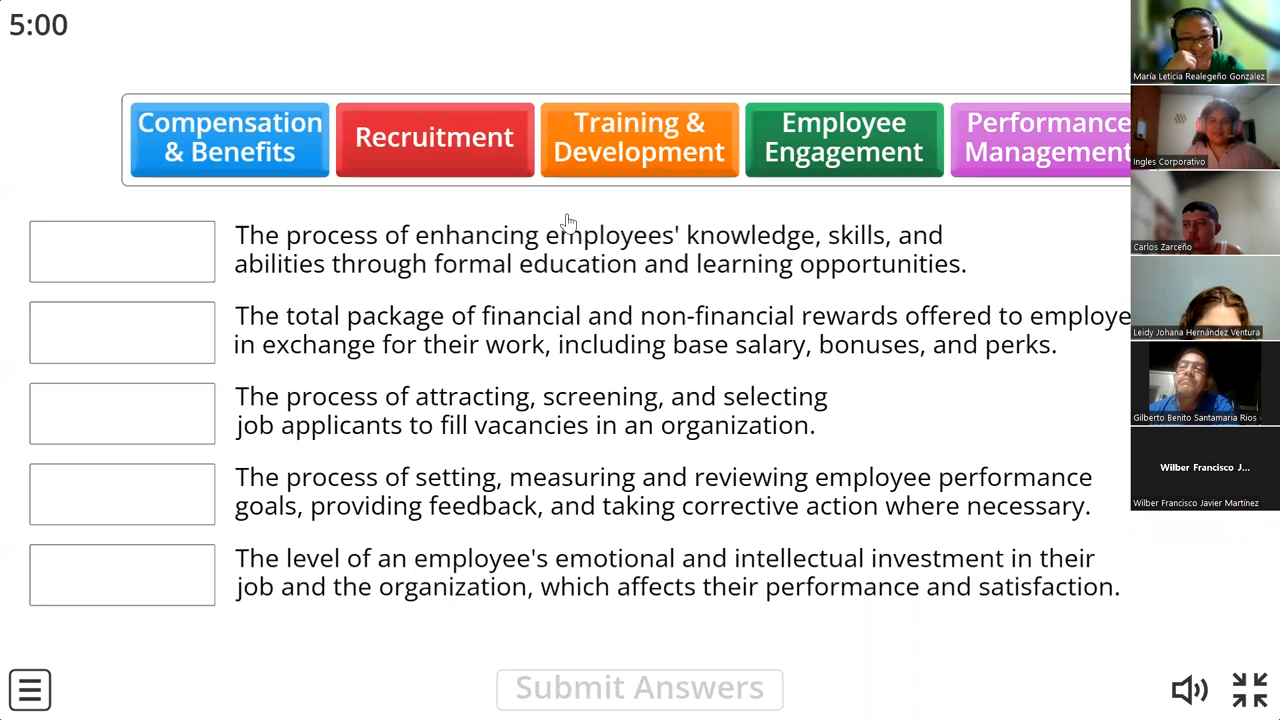 5:00
Compensation
& Benefits
Recruitment
Training &
Development
Employee
Engagement
Performance
Management
The process of enhancing employees' knowledge, skills, and
abilities through formal education and learning opportunities.
The total package of financial and non-financial rewards offered to employe
in exchange for their work, including base salary, bonuses, and perks.
The process of attracting, screening, and selecting
job applicants to fill vacancies in an organization.
The process of setting, measuring and reviewing employee performance
goals, providing feedback, and taking corrective action where necessary.
The level of an employee's emotional and intellectual investment in their
job and the organization, which affects their performance and satisfaction.
Submit Answers
María Leticia Realegeño González
Ingles Corporativo
Carlos Zarceño
Leidy Johana Hernández Ventura
Gilberto Benito Santamaria Rios
Wilber Francisco J...
Wilber Francisco Javier Martínez